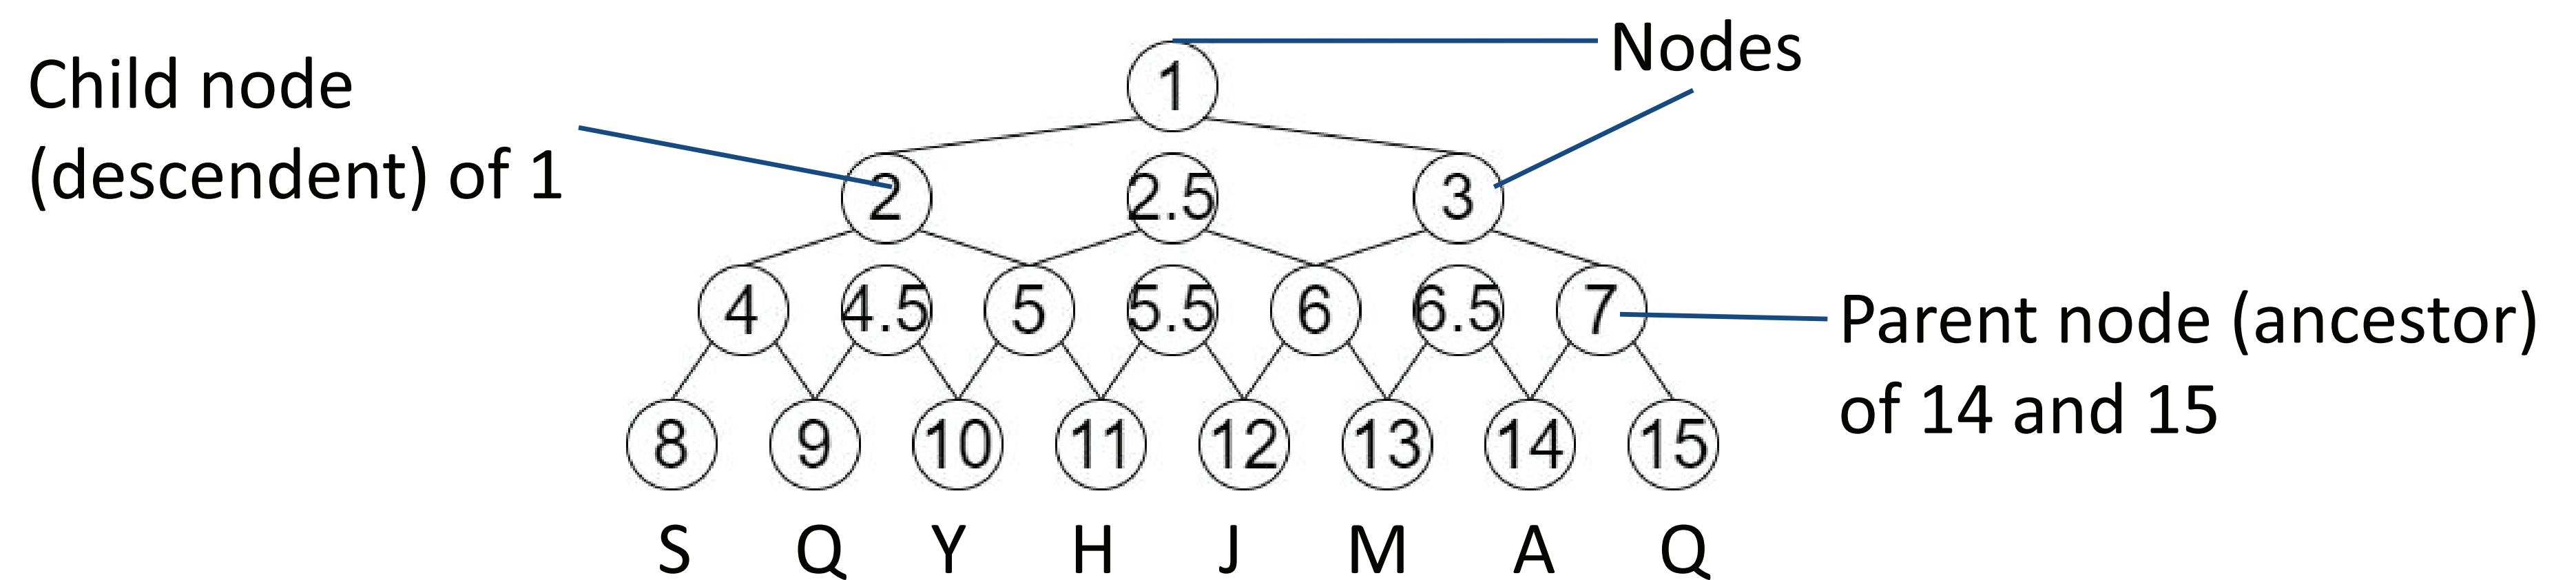 Nodes
Child node
(descendent) of 1
1
2 2.5 3
4 4.5 5 5.5 6 6.5 7
Parent node (ancestor)
of 14 and 15
8 9 10 11 12 13 14 15
S Q Y H J M A Q